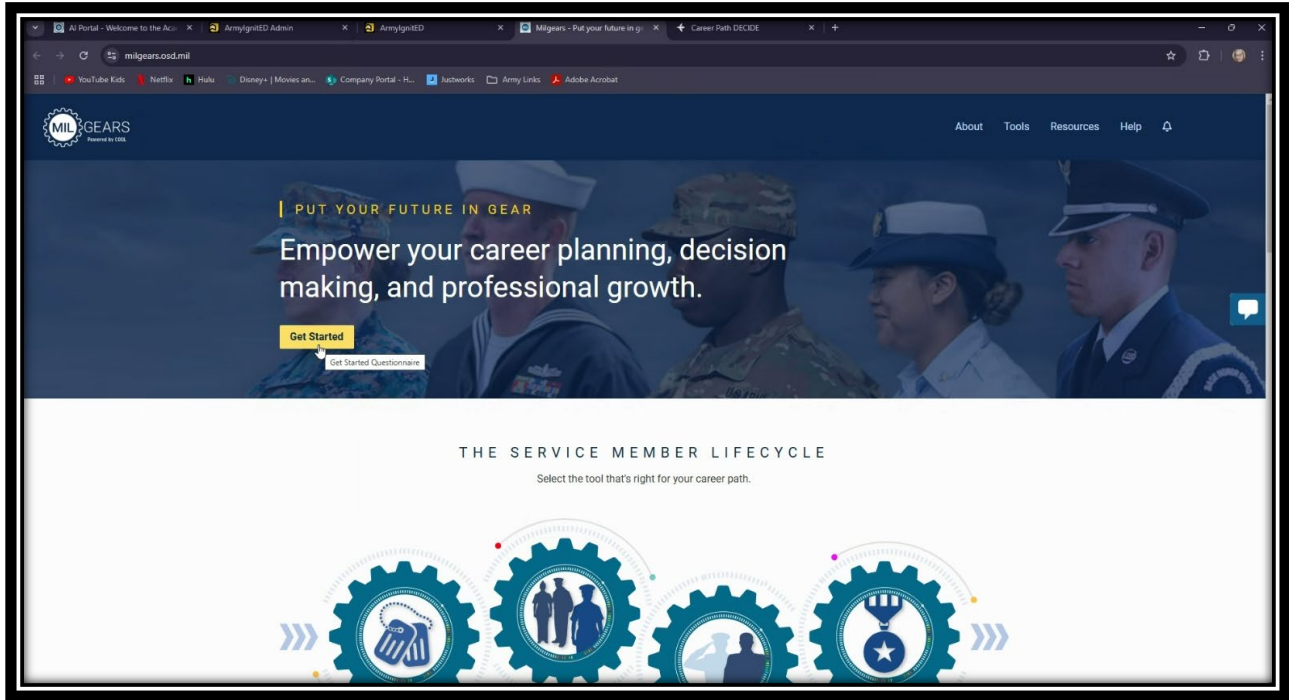 AI Portal - Welcome to the Aca
ArmyIgnitED Admin
ArmyIgnitED
Milgears - Put your future in g
Career Path DECIDE
milgears.osd.mil
YouTube Kids
Netflix
Hulu
Disney+ | Movies an...
Company Portal - H...
Justworks
Army Links
Adobe Acrobat
MIL GEARS
Powered by COOL
About
Tools
Resources
Help
PUT YOUR FUTURE IN GEAR
Empower your career planning, decision
making, and professional growth.
Get Started
Get Started Questionnaire
THE SERVICE MEMBER LIFECYCLE
Select the tool that's right for your career path.